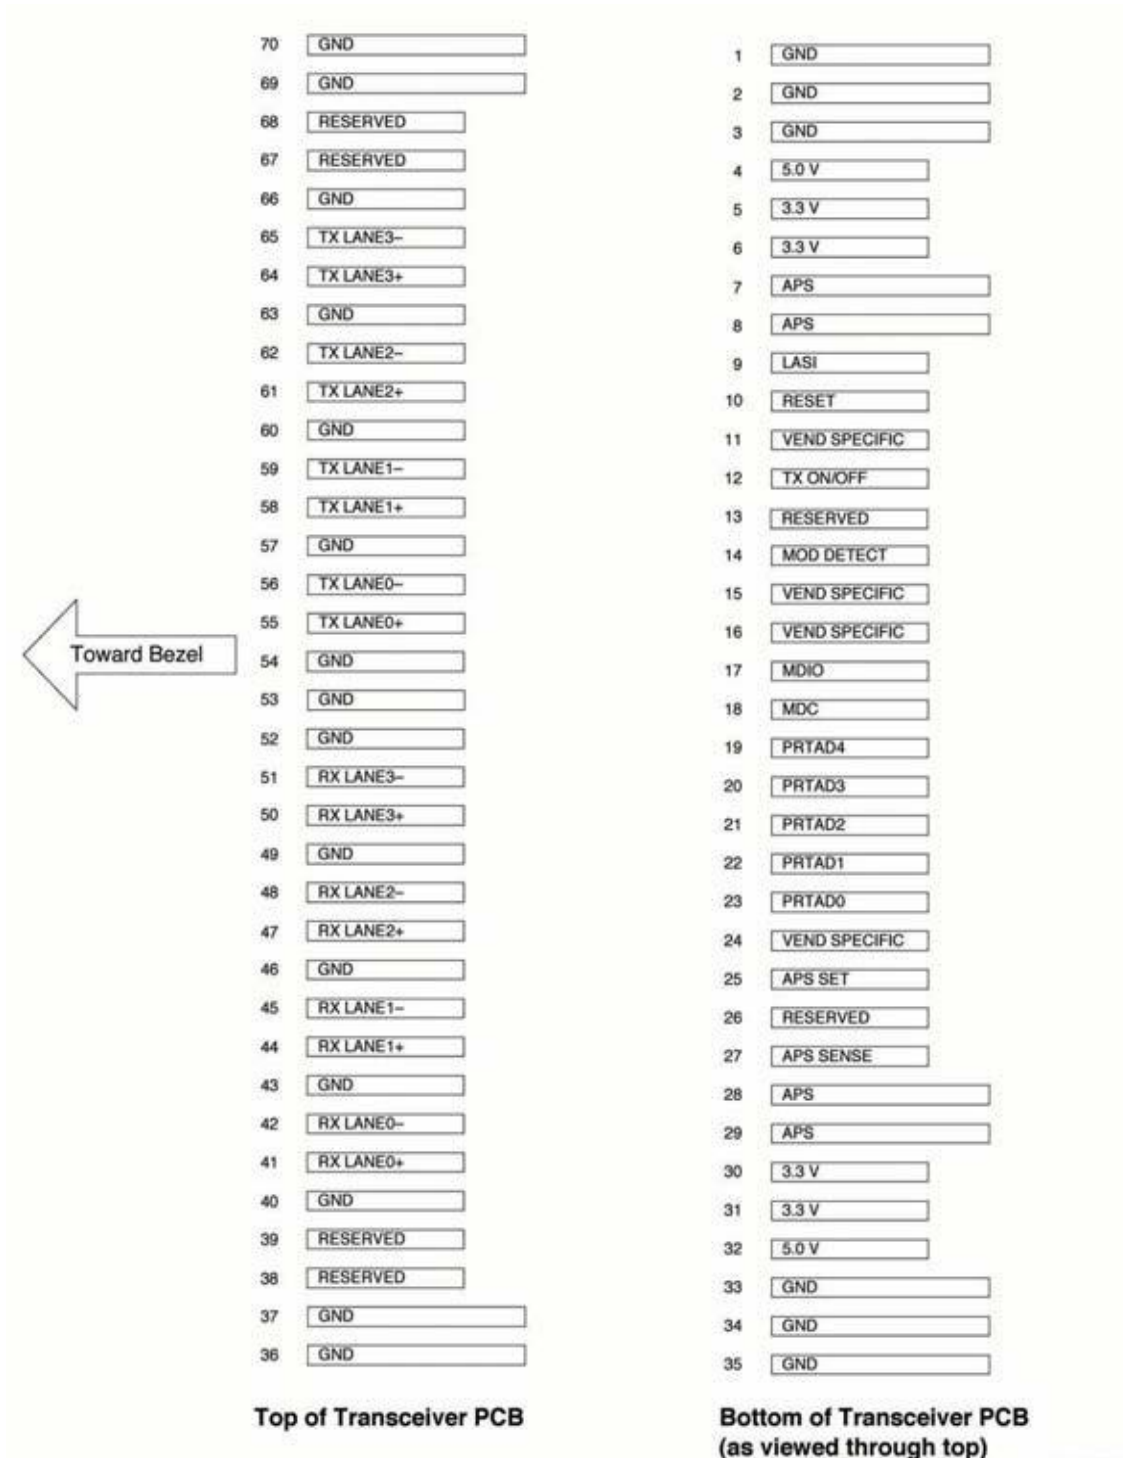 70 GND
69 GND
68 RESERVED
67 RESERVED
66 GND
65 TX LANE3–
64 TX LANE3+
63 GND
62 TX LANE2–
61 TX LANE2+
60 GND
59 TX LANE1–
58 TX LANE1+
57 GND
56 TX LANE0–
55 TX LANE0+
54 GND
53 GND
52 GND
51 RX LANE3–
50 RX LANE3+
49 GND
48 RX LANE2–
47 RX LANE2+
46 GND
45 RX LANE1–
44 RX LANE1+
43 GND
42 RX LANE0–
41 RX LANE0+
40 GND
39 RESERVED
38 RESERVED
37 GND
36 GND
Toward Bezel
Top of Transceiver PCB
1 GND
2 GND
3 GND
4 5.0 V
5 3.3 V
6 3.3 V
7 APS
8 APS
9 LASI
10 RESET
11 VEND SPECIFIC
12 TX ON/OFF
13 RESERVED
14 MOD DETECT
15 VEND SPECIFIC
16 VEND SPECIFIC
17 MDIO
18 MDC
19 PRTAD4
20 PRTAD3
21 PRTAD2
22 PRTAD1
23 PRTAD0
24 VEND SPECIFIC
25 APS SET
26 RESERVED
27 APS SENSE
28 APS
29 APS
30 3.3 V
31 3.3 V
32 5.0 V
33 GND
34 GND
35 GND
Bottom of Transceiver PCB
(as viewed through top)